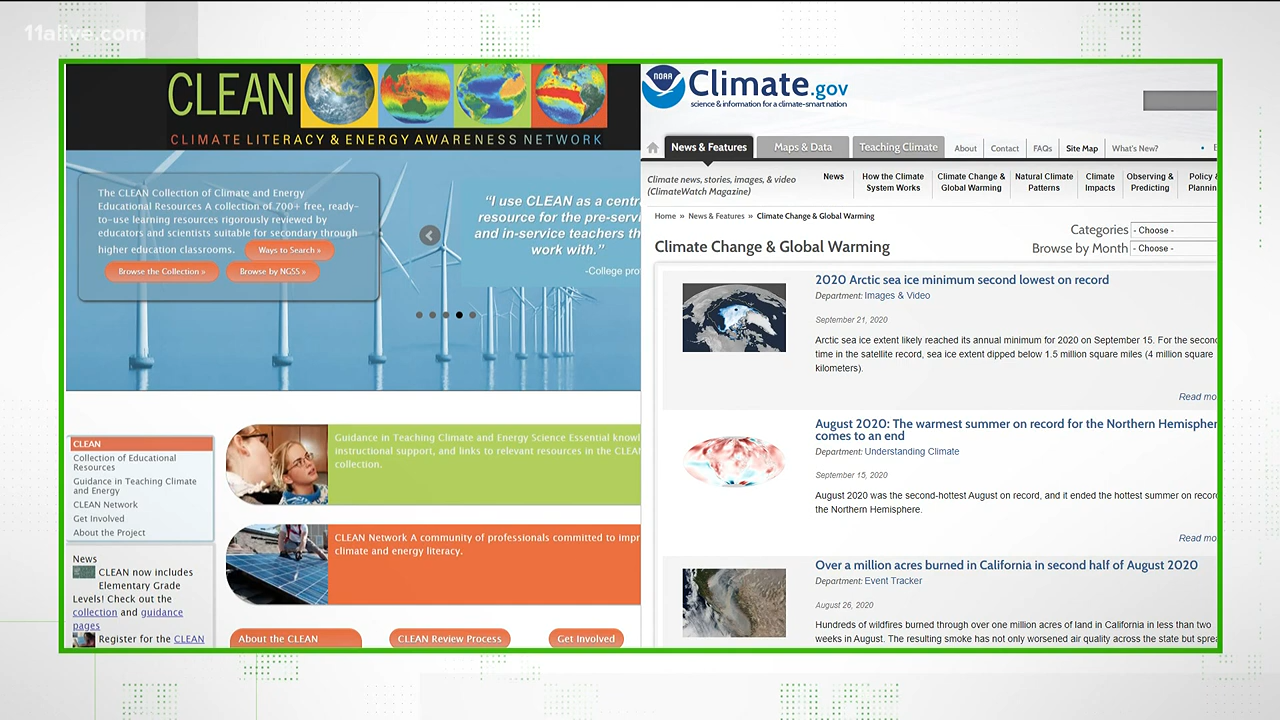 11alive.com
CLEAN
CLIMATE LITERACY & ENERGY AWARENESS NETWORK
The CLEAN Collection of Climate and Energy
Educational Resources A collection of 700+ free, ready-
to-use learning resources rigorously reviewed by
educators and scientists suitable for secondary through
higher education classrooms. Ways to Search »
Browse the Collection » Browse by NGSS »
“I use CLEAN as a centr
resource for the pre-servi
and in-service teachers th
work with.”
-College pro
CLEAN
Collection of Educational
Resources
Guidance in Teaching Climate
and Energy
CLEAN Network
Get Involved
About the Project
News
CLEAN now includes
Elementary Grade
Levels! Check out the
collection and guidance
pages
Register for the CLEAN
Guidance in Teaching Climate and Energy Science Essential knowl
instructional support, and links to relevant resources in the CLEAN
collection.
CLEAN Network A community of professionals committed to impr
climate and energy literacy.
About the CLEAN CLEAN Review Process Get Involved
NOAA Climate.gov
science & information for a climate-smart nation
News & Features Maps & Data Teaching Climate About Contact FAQs Site Map What's New?
Climate news, stories, images, & video
(ClimateWatch Magazine)
News
How the Climate
System Works
Climate Change &
Global Warming
Natural Climate
Patterns
Climate
Impacts
Observing &
Predicting
Policy &
Planning
Home » News & Features » Climate Change & Global Warming
Categories - Choose -
Climate Change & Global Warming
Browse by Month - Choose -
2020 Arctic sea ice minimum second lowest on record
Department: Images & Video
September 21, 2020
Arctic sea ice extent likely reached its annual minimum for 2020 on September 15. For the second
time in the satellite record, sea ice extent dipped below 1.5 million square miles (4 million square
kilometers).
Read mo
August 2020: The warmest summer on record for the Northern Hemispher
comes to an end
Department: Understanding Climate
September 15, 2020
August 2020 was the second-hottest August on record, and it ended the hottest summer on recor
the Northern Hemisphere.
Read mo
Over a million acres burned in California in second half of August 2020
Department: Event Tracker
August 26, 2020
Hundreds of wildfires burned through over one million acres of land in California in less than two
weeks in August. The resulting smoke has not only worsened air quality across the state but sprea